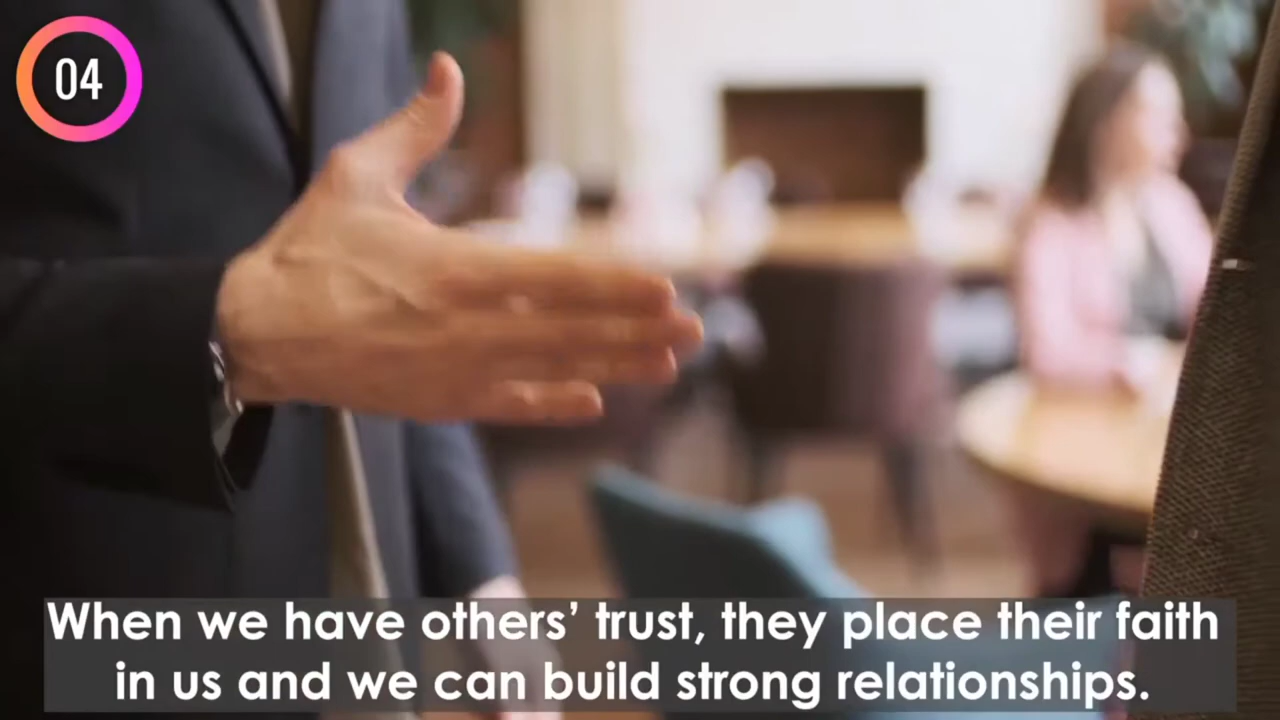 04
When we have others’ trust, they place their faith
in us and we can build strong relationships.